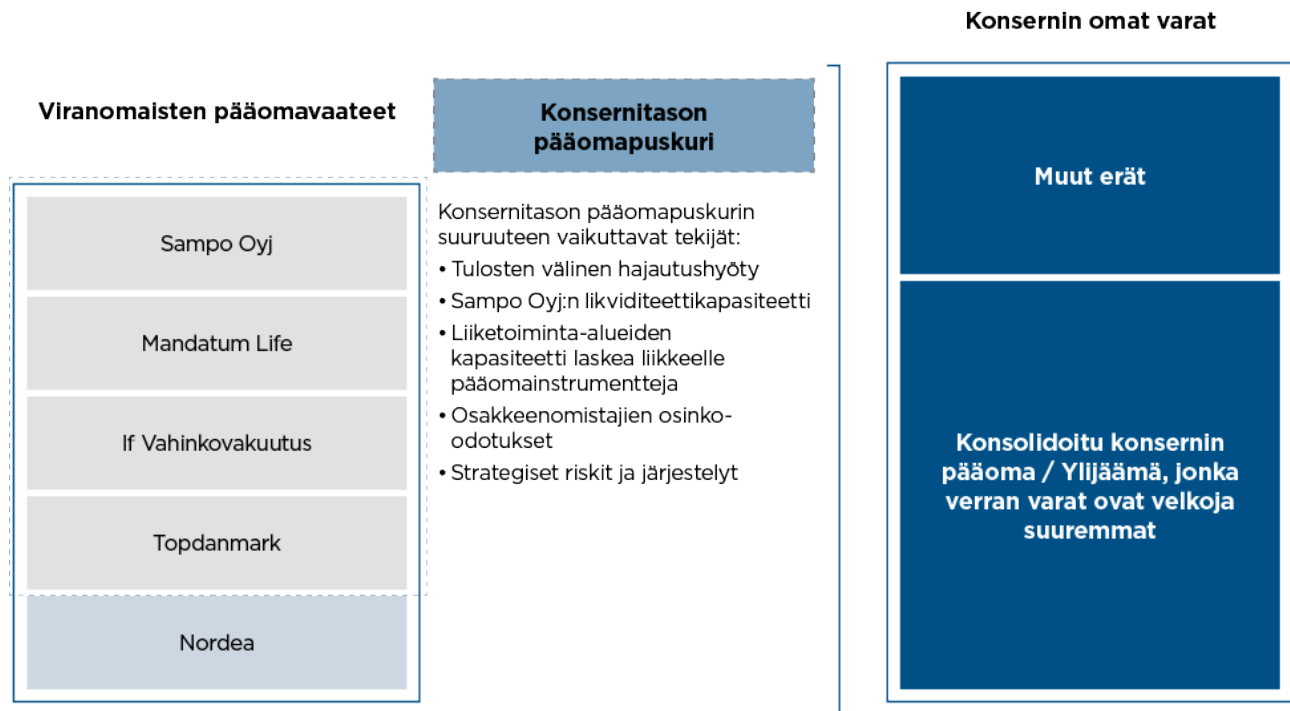 Konsernin omat varat
Viranomaisten pääomavaateet
Konsernitason
pääomapuskuri
Sampo Oyj
Mandatum Life
If Vahinkovakuutus
Topdanmark
Nordea
Konsernitason pääomapuskurin
suuruuteen vaikuttavat tekijät:
• Tulosten välinen hajautushyöty
• Sampo Oyj:n likviditeettikapasiteetti
• Liiketoiminta-alueiden
kapasiteetti laskea liikkeelle
pääomainstrumentteja
• Osakkeenomistajien osinko-
odotukset
• Strategiset riskit ja järjestelyt
Muut erät
Konsolidoitu konsernin
pääoma / Ylijäämä, jonka
verran varat ovat velkoja
suuremmat